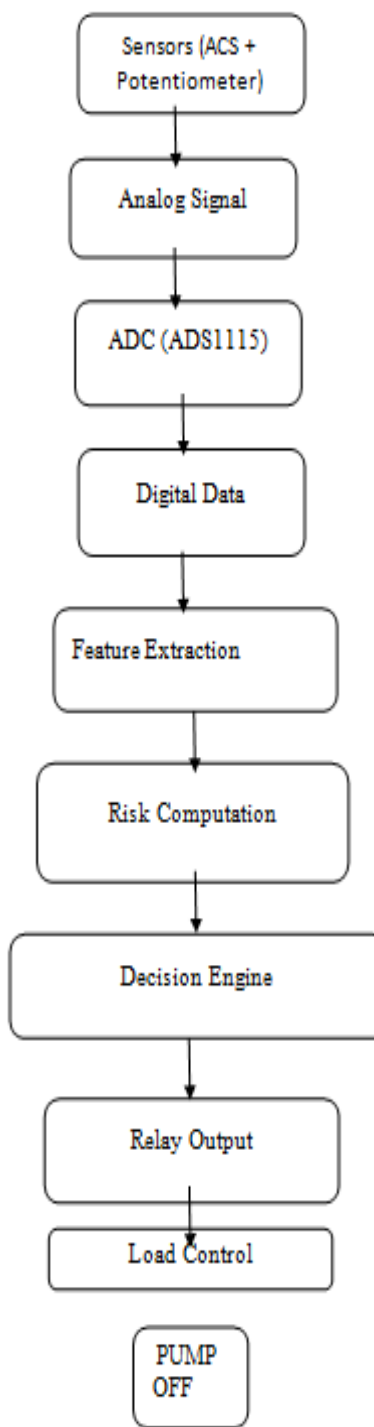 Sensors (ACS +
Potentiometer)
Analog Signal
ADC (ADS1115)
Digital Data
Feature Extraction
Risk Computation
Decision Engine
Relay Output
Load Control
PUMP
OFF